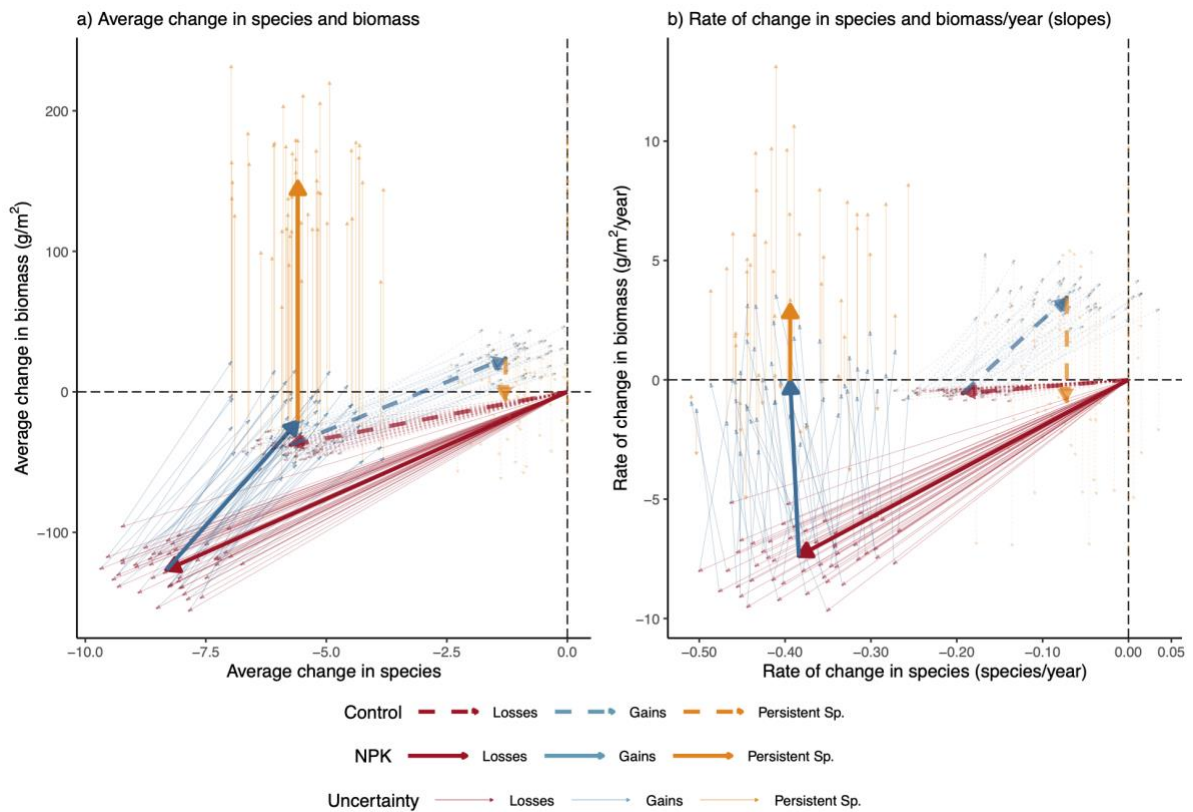 a) Average change in species and biomass
Average change in biomass (g/m²)
200
100
0
−100
−10.0
−7.5
−5.0
−2.5
0.0
Average change in species
b) Rate of change in species and biomass/year (slopes)
Rate of change in biomass (g/m²/year)
10
5
0
−5
−10
−0.50
−0.40
−0.30
−0.20
−0.10
0.00
0.05
Rate of change in species (species/year)
Control Losses Gains Persistent Sp.
NPK Losses Gains Persistent Sp.
Uncertainty Losses Gains Persistent Sp.